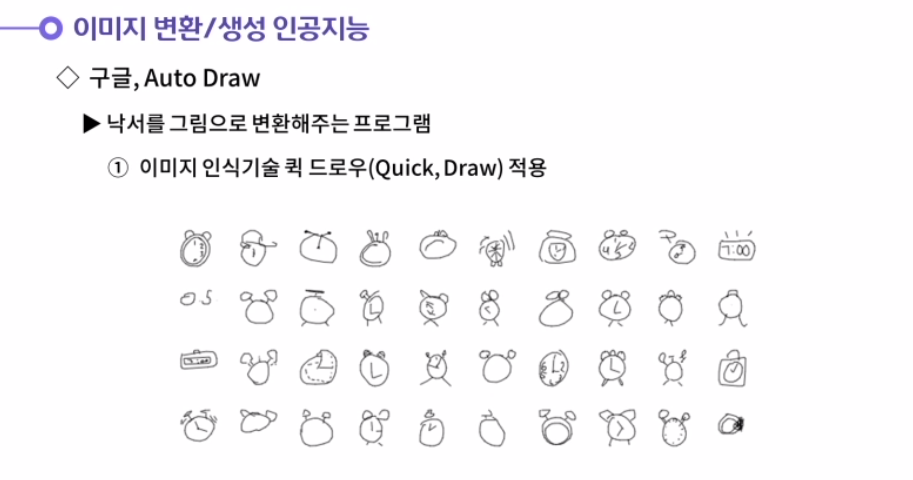 이미지 변환/생성 인공지능
◇ 구글, Auto Draw
▶ 낙서를 그림으로 변환해주는 프로그램
① 이미지 인식기술 퀵 드로우(Quick, Draw) 적용
7:00